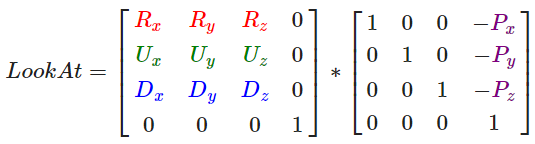 R_x R_y R_z 0 1 0 0 -P_x
U_x U_y U_z 0 0 1 0 -P_y
LookAt = *
D_x D_y D_z 0 0 0 1 -P_z
0 0 0 1 0 0 0 1